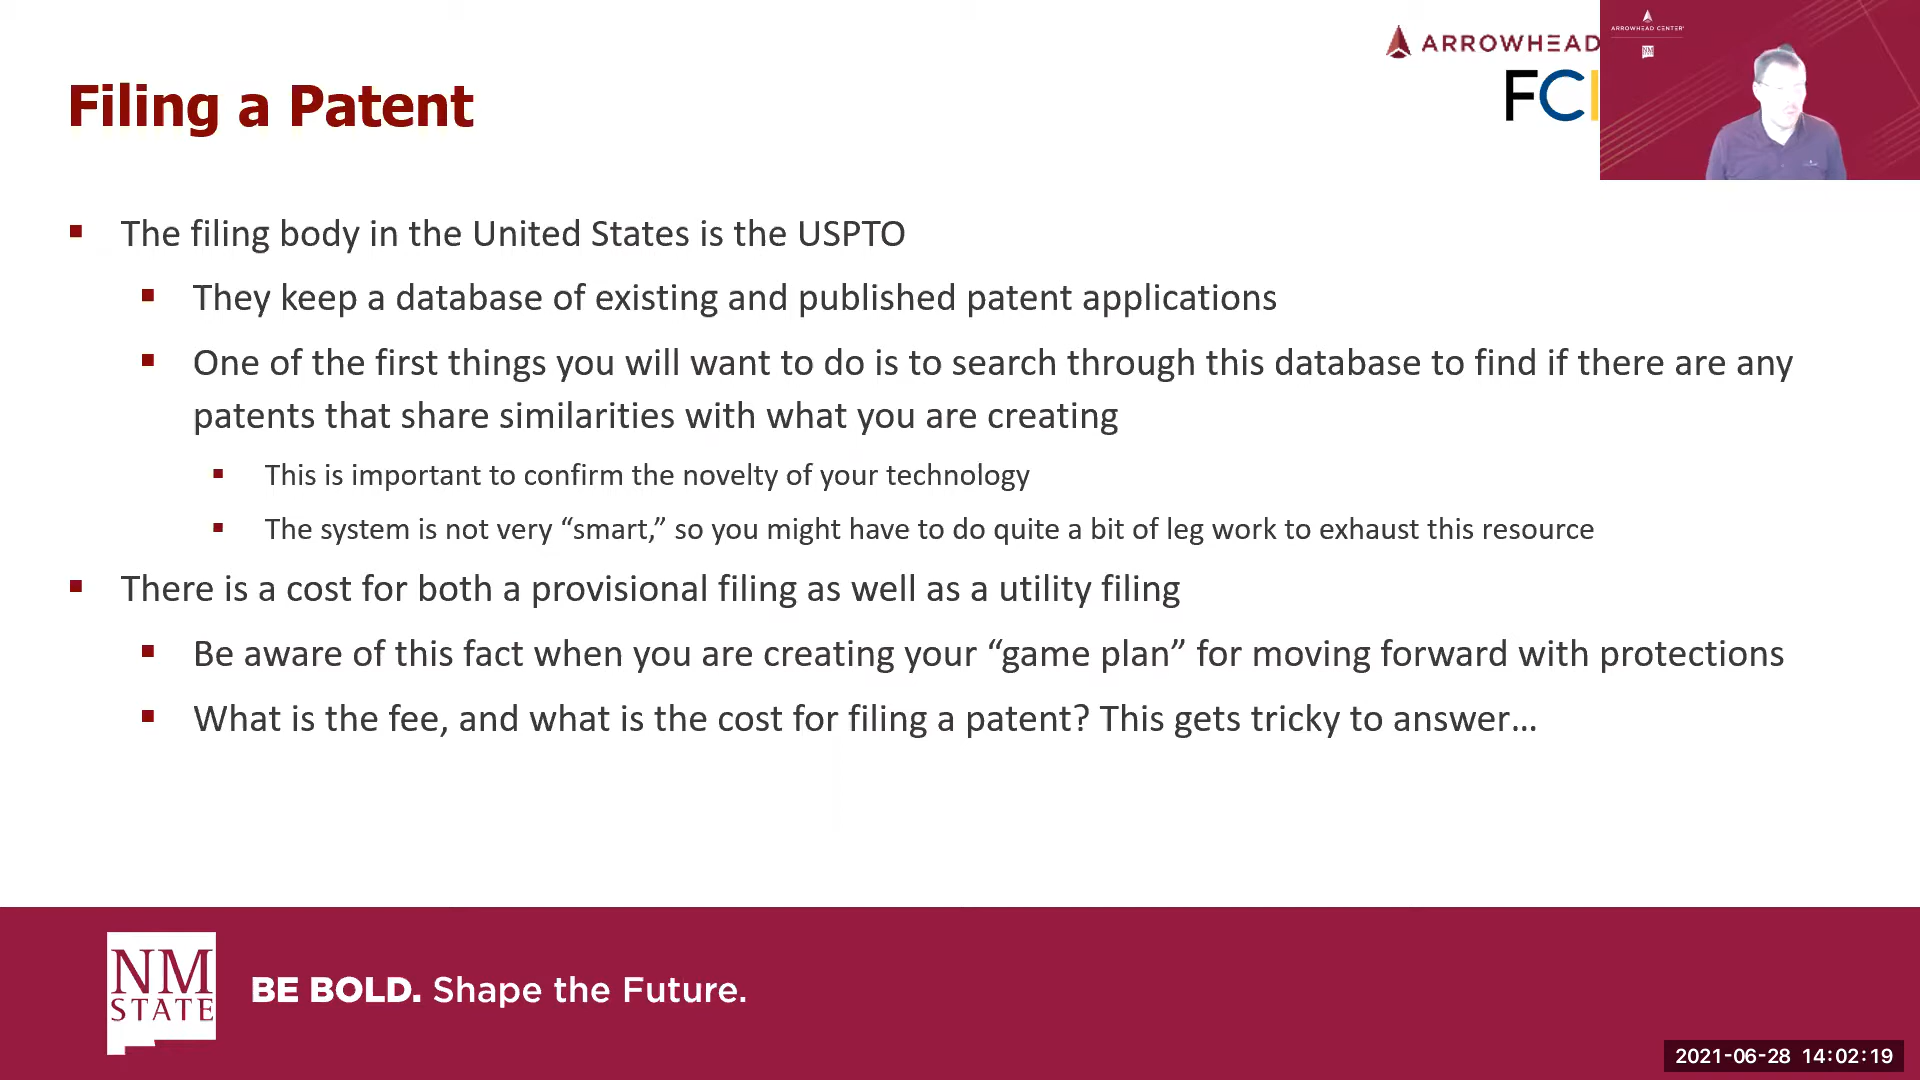 ARROWHEAD
FCI
ARROWHEAD CENTER
Filing a Patent
The filing body in the United States is the USPTO
They keep a database of existing and published patent applications
One of the first things you will want to do is to search through this database to find if there are any
patents that share similarities with what you are creating
This is important to confirm the novelty of your technology
The system is not very “smart,” so you might have to do quite a bit of leg work to exhaust this resource
There is a cost for both a provisional filing as well as a utility filing
Be aware of this fact when you are creating your “game plan” for moving forward with protections
What is the fee, and what is the cost for filing a patent? This gets tricky to answer…
NM
STATE
BE BOLD. Shape the Future.
2021-06-28 14:02:19